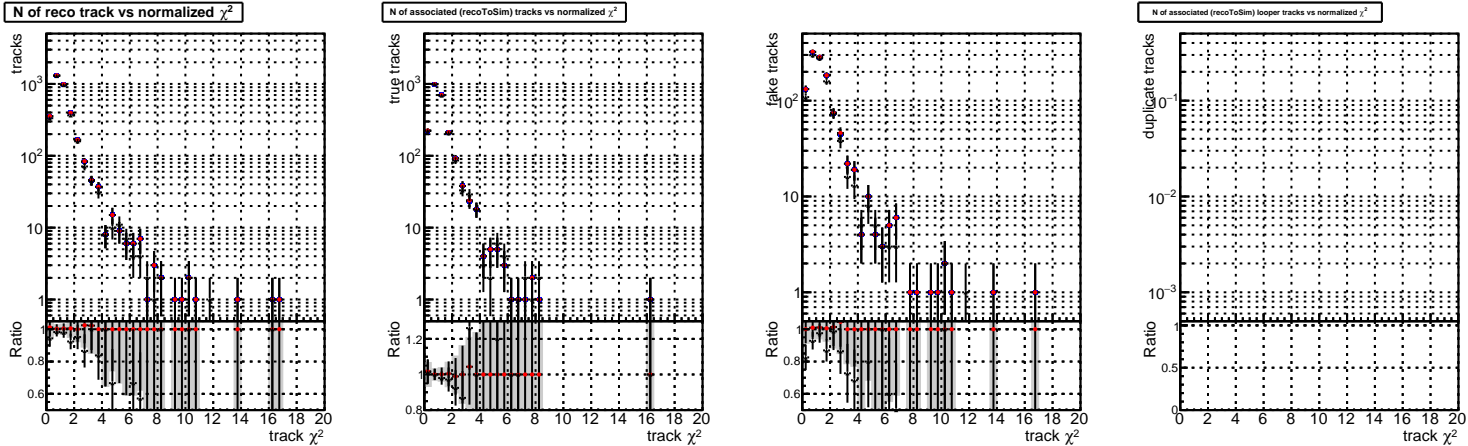 N of reco track vs normalized χ²
tracks
10³
10²
10
1
Ratio
1
0.8
0.6
0 2 4 6 8 10 12 14 16 18 20
track χ²
N of associated (recoToSim) tracks vs normalized χ²
true tracks
10³
10²
10
1
Ratio
1.2
1
0.8
0 2 4 6 8 10 12 14 16 18 20
track χ²
fake tracks
10²
10
1
Ratio
1
0.8
0.6
0 2 4 6 8 10 12 14 16 18 20
track χ²
N of associated (recoToSim) looper tracks vs normalized χ²
duplicate tracks
10⁻¹
10⁻²
10⁻³
Ratio
1
0.5
0
0 2 4 6 8 10 12 14 16 18 20
track χ²